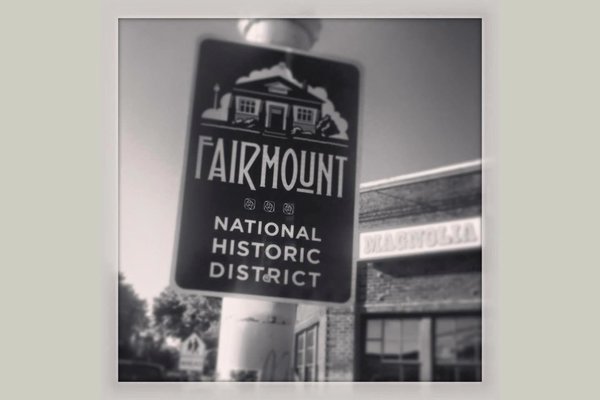 FAIRMOUNT
NATIONAL
HISTORIC
DISTRICT
MAGNOLIA